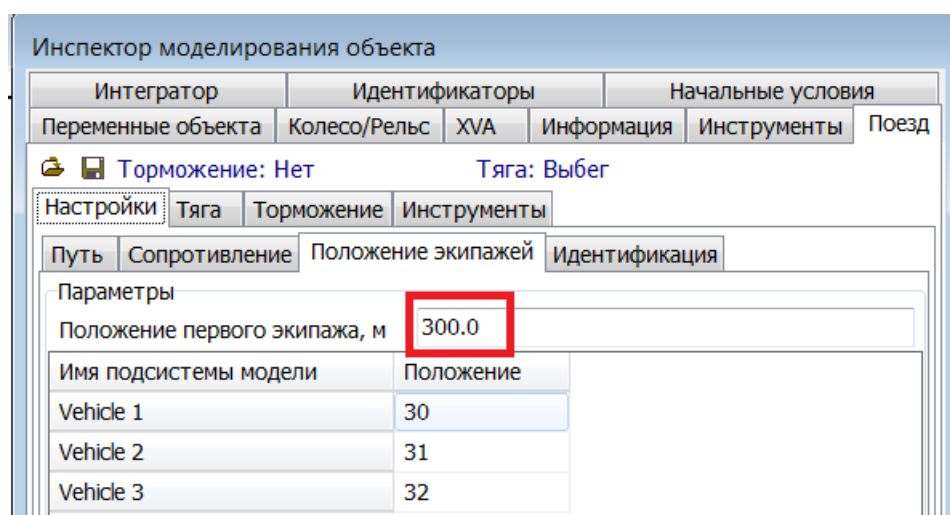 Инспектор моделирования объекта
Интегратор Идентификаторы Начальные условия
Переменные объекта Колесо/Рельс XVA Информация Инструменты Поезд
Торможение: Нет Тяга: Выбег
Настройки Тяга Торможение Инструменты
Путь Сопротивление Положение экипажей Идентификация
Параметры
Положение первого экипажа, м 300.0
Имя подсистемы модели Положение
Vehicle 1 30
Vehicle 2 31
Vehicle 3 32